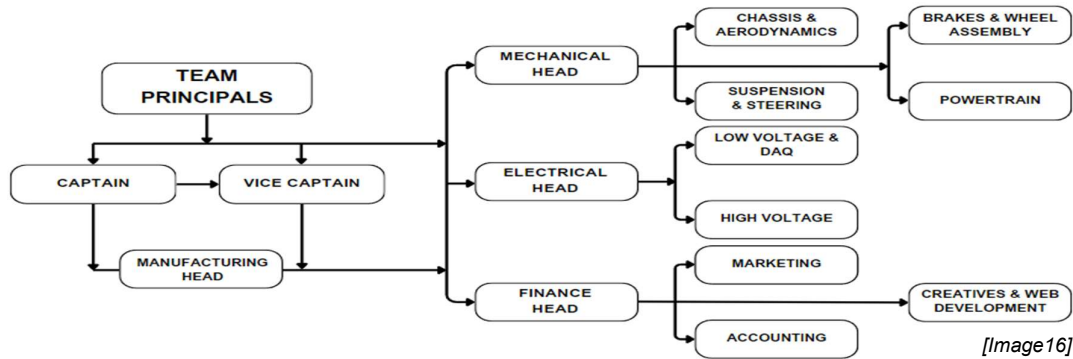 TEAM
PRINCIPALS
CAPTAIN
VICE CAPTAIN
MANUFACTURING
HEAD
MECHANICAL
HEAD
CHASSIS &
AERODYNAMICS
SUSPENSION
& STEERING
BRAKES & WHEEL
ASSEMBLY
POWERTRAIN
ELECTRICAL
HEAD
LOW VOLTAGE &
DAQ
HIGH VOLTAGE
FINANCE
HEAD
MARKETING
ACCOUNTING
CREATIVES & WEB
DEVELOPMENT
[Image16]